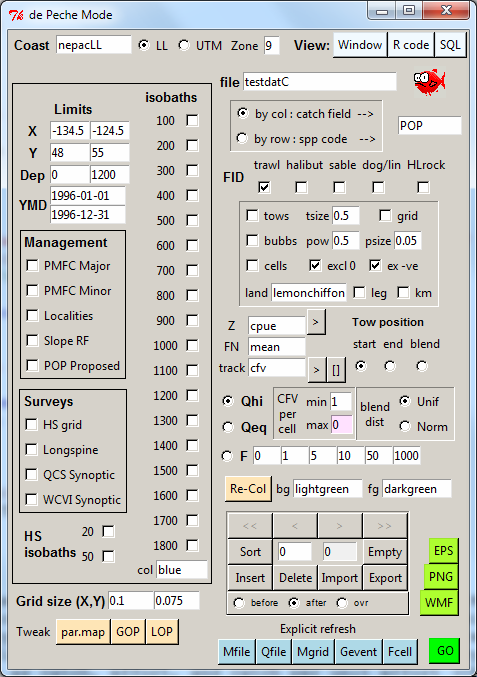 de Peche Mode
Coast nepacLL LL UTM Zone 9 View: Window R code SQL
file testdatC
Limits
X -134.5 -124.5
Y 48 55
Dep 0 1200
YMD 1996-01-01
1996-12-31
Management
PMFC Major
PMFC Minor
Localities
Slope RF
POP Proposed
Surveys
HS grid
Longspine
QCS Synoptic
WCVI Synoptic
HS isobaths
20
50
isobaths
100
200
300
400
500
600
700
800
900
1000
1100
1200
1300
1400
1500
1600
1700
1800
col blue
Grid size (X,Y) 0.1 0.075
Tweak par.map GOP LOP
by col : catch field -->
by row : spp code -->
POP
trawl halibut sable dog/lin HLrock
FID
tows tsize 0.5 grid
bubbs pow 0.5 psize 0.05
cells excl 0 ex -ve
land lemonchiffon leg km
Z cpue >
FN mean
track cfv > []
Tow position
start end blend
Qhi
Qeq
CFV per cell
min 1
max 0
blend dist
Unif
Norm
F 0 1 5 10 50 1000
Re-Col bg lightgreen fg darkgreen
<< < > >>
Sort 0 0 Empty
Insert Delete Import Export
before after ovr
EPS
PNG
WMF
Explicit refresh
Mfile Qfile Mgrid Gevent Fcell GO